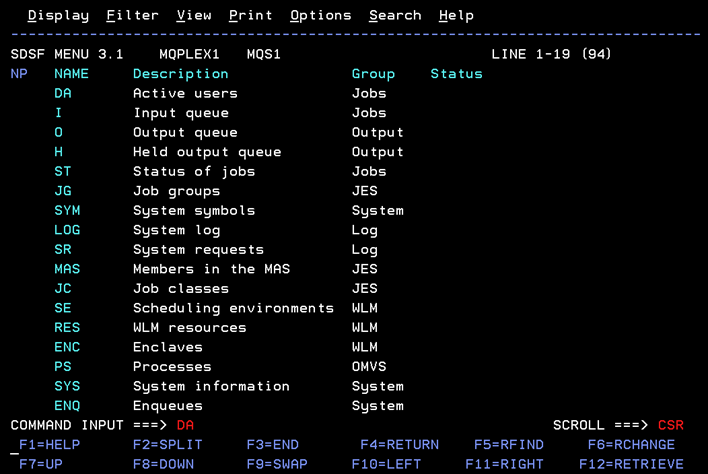 Display Filter View Print Options Search Help
SDSF MENU 3.1 MQPLEX1 MQS1 LINE 1-19 (94)
NP NAME Description Group Status
DA Active users Jobs
I Input queue Jobs
O Output queue Output
H Held output queue Output
ST Status of jobs Jobs
JG Job groups JES
SYM System symbols System
LOG System log Log
SR System requests Log
MAS Members in the MAS JES
JC Job classes JES
SE Scheduling environments WLM
RES WLM resources WLM
ENC Enclaves WLM
PS Processes OMVS
SYS System information System
ENQ Enqueues System
COMMAND INPUT ===> DA SCROLL ===> CSR
F1=HELP F2=SPLIT F3=END F4=RETURN F5=RFIND F6=RCHANGE
F7=UP F8=DOWN F9=SWAP F10=LEFT F11=RIGHT F12=RETRIEVE